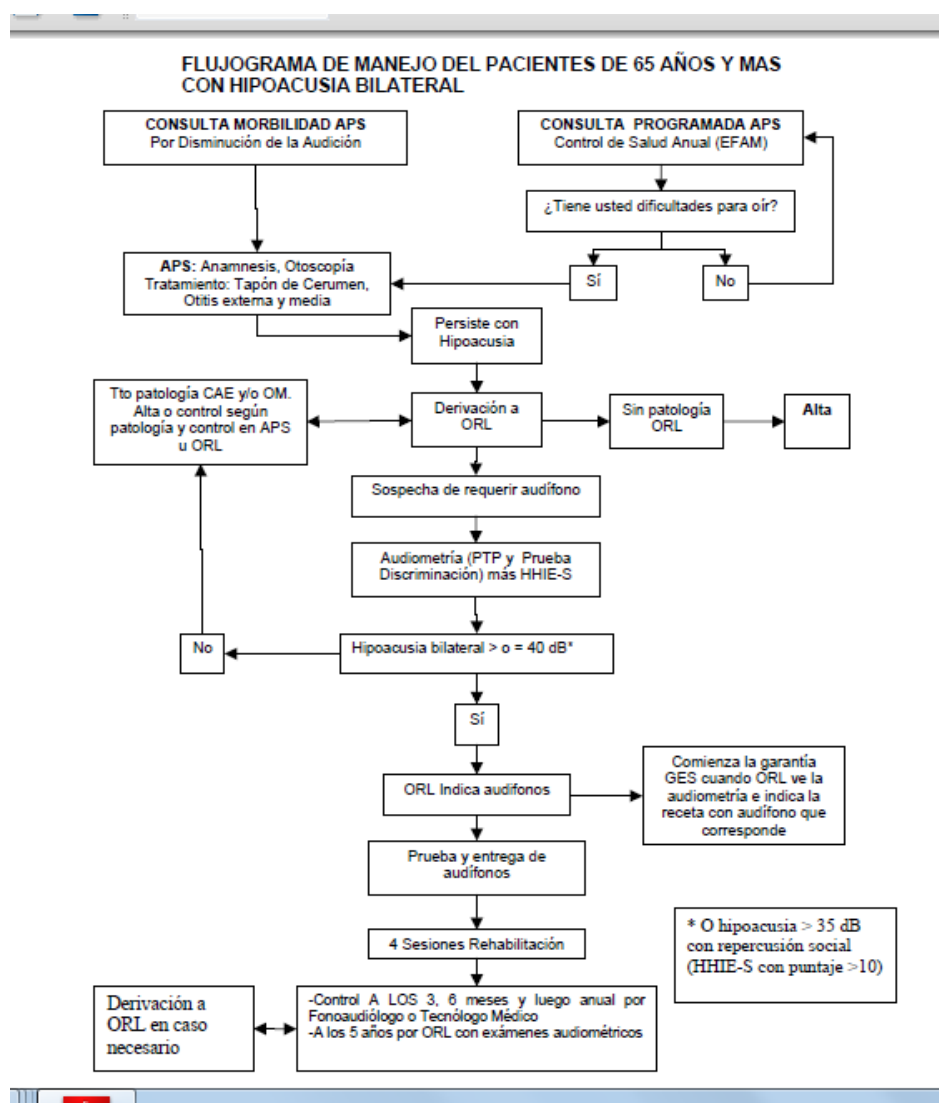 FLUJOGRAMA DE MANEJO DEL PACIENTES DE 65 AÑOS Y MAS
CON HIPOACUSIA BILATERAL
CONSULTA MORBILIDAD APS
Por Disminución de la Audición
CONSULTA PROGRAMADA APS
Control de Salud Anual (EFAM)
¿Tiene usted dificultades para oír?
Sí
No
APS: Anamnesis, Otoscopía
Tratamiento: Tapón de Cerumen,
Otitis externa y media
Persiste con
Hipoacusia
Tto patología CAE y/o OM.
Alta o control según
patología y control en APS
u ORL
Derivación a
ORL
Sin patología
ORL
Alta
Sospecha de requerir audífono
Audiometría (PTP y Prueba
Discriminación) más HHIE-S
No
Hipoacusia bilateral > o = 40 dB*
Sí
ORL Indica audifonos
Comienza la garantía
GES cuando ORL ve la
audiometría e indica la
receta con audífono que
corresponde
Prueba y entrega de
audífonos
* O hipoacusia > 35 dB
con repercusión social
(HHIE-S con puntaje >10)
4 Sesiones Rehabilitación
Derivación a
ORL en caso
necesario
-Control A LOS 3, 6 meses y luego anual por
Fonoaudiólogo o Tecnólogo Médico
-A los 5 años por ORL con exámenes audiométricos